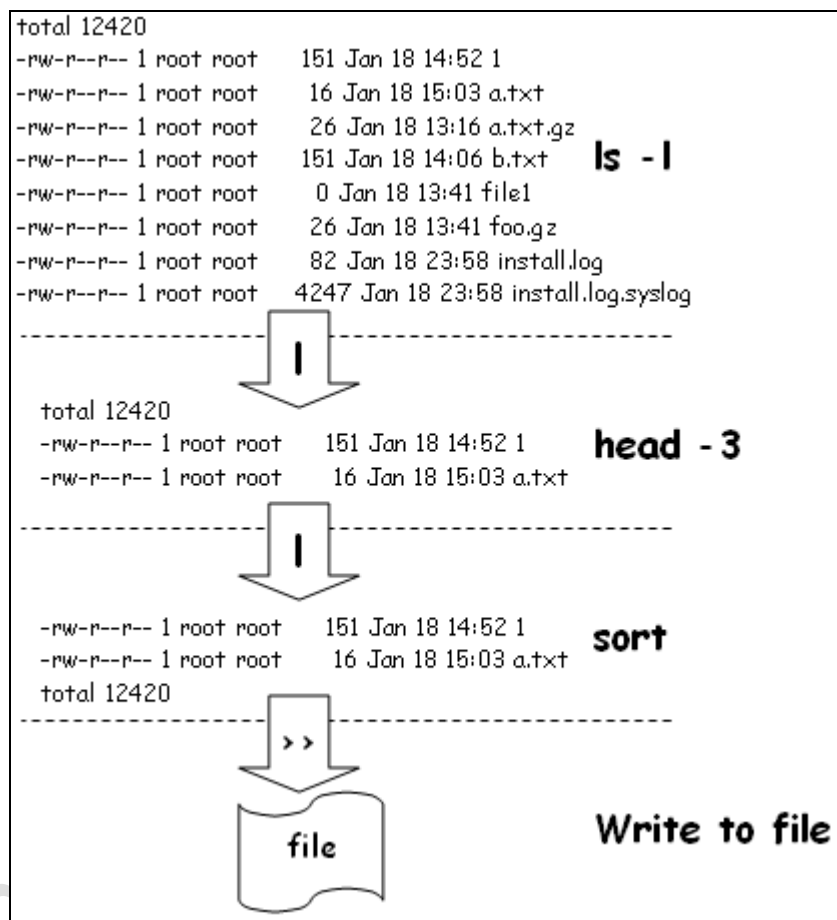 total 12420
-rw-r--r-- 1 root root 151 Jan 18 14:52 1
-rw-r--r-- 1 root root 16 Jan 18 15:03 a.txt
-rw-r--r-- 1 root root 26 Jan 18 13:16 a.txt.gz
-rw-r--r-- 1 root root 151 Jan 18 14:06 b.txt
ls -l
-rw-r--r-- 1 root root 0 Jan 18 13:41 file1
-rw-r--r-- 1 root root 26 Jan 18 13:41 foo.gz
-rw-r--r-- 1 root root 82 Jan 18 23:58 install.log
-rw-r--r-- 1 root root 4247 Jan 18 23:58 install.log.syslog
|
total 12420
-rw-r--r-- 1 root root 151 Jan 18 14:52 1
head -3
-rw-r--r-- 1 root root 16 Jan 18 15:03 a.txt
|
-rw-r--r-- 1 root root 151 Jan 18 14:52 1
sort
-rw-r--r-- 1 root root 16 Jan 18 15:03 a.txt
total 12420
>>
file
Write to file